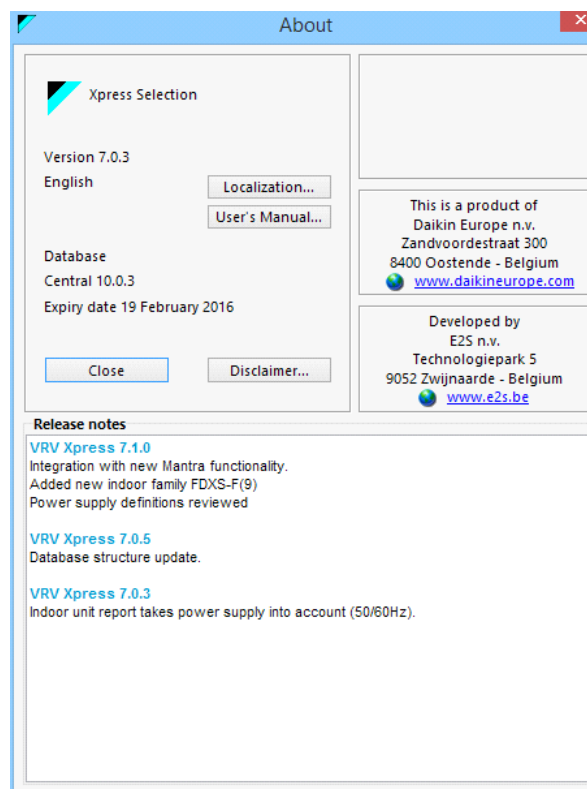 About
Xpress Selection
Version 7.0.3
English
Localization...
User's Manual...
Database
Central 10.0.3
Expiry date 19 February 2016
Close
Disclaimer...
This is a product of
Daikin Europe n.v.
Zandvoordestraat 300
8400 Oostende - Belgium
www.daikineurope.com
Developed by
E2S n.v.
Technologiepark 5
9052 Zwijnaarde - Belgium
www.e2s.be
Release notes
VRV Xpress 7.1.0
Integration with new Mantra functionality.
Added new indoor family FDXS-F(9)
Power supply definitions reviewed
VRV Xpress 7.0.5
Database structure update.
VRV Xpress 7.0.3
Indoor unit report takes power supply into account (50/60Hz).